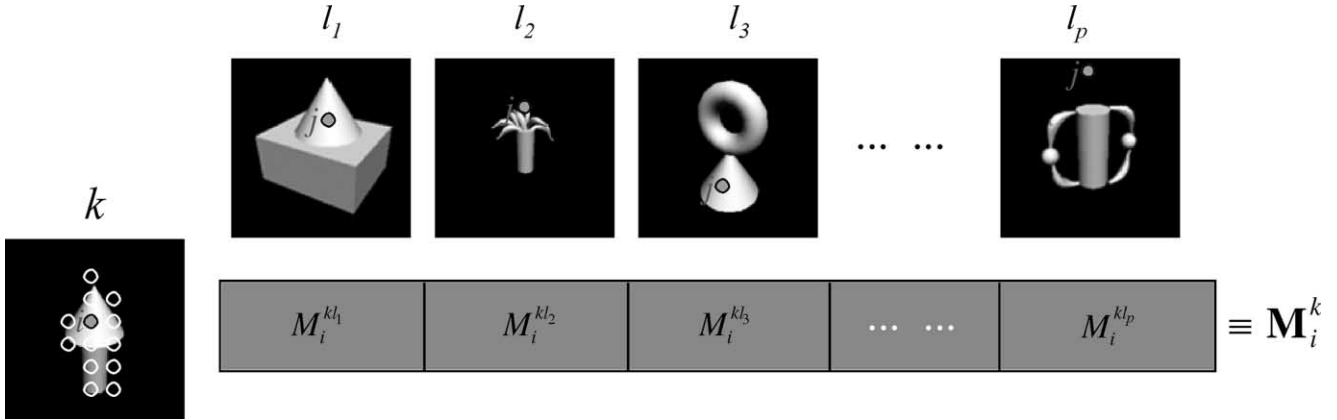 l₁ l₂ l₃ lₚ
j j j j
... ...
k
i
M_i^{kl₁} M_i^{kl₂} M_i^{kl₃} ... ... M_i^{klₚ} ≡ 𝐌_i^k